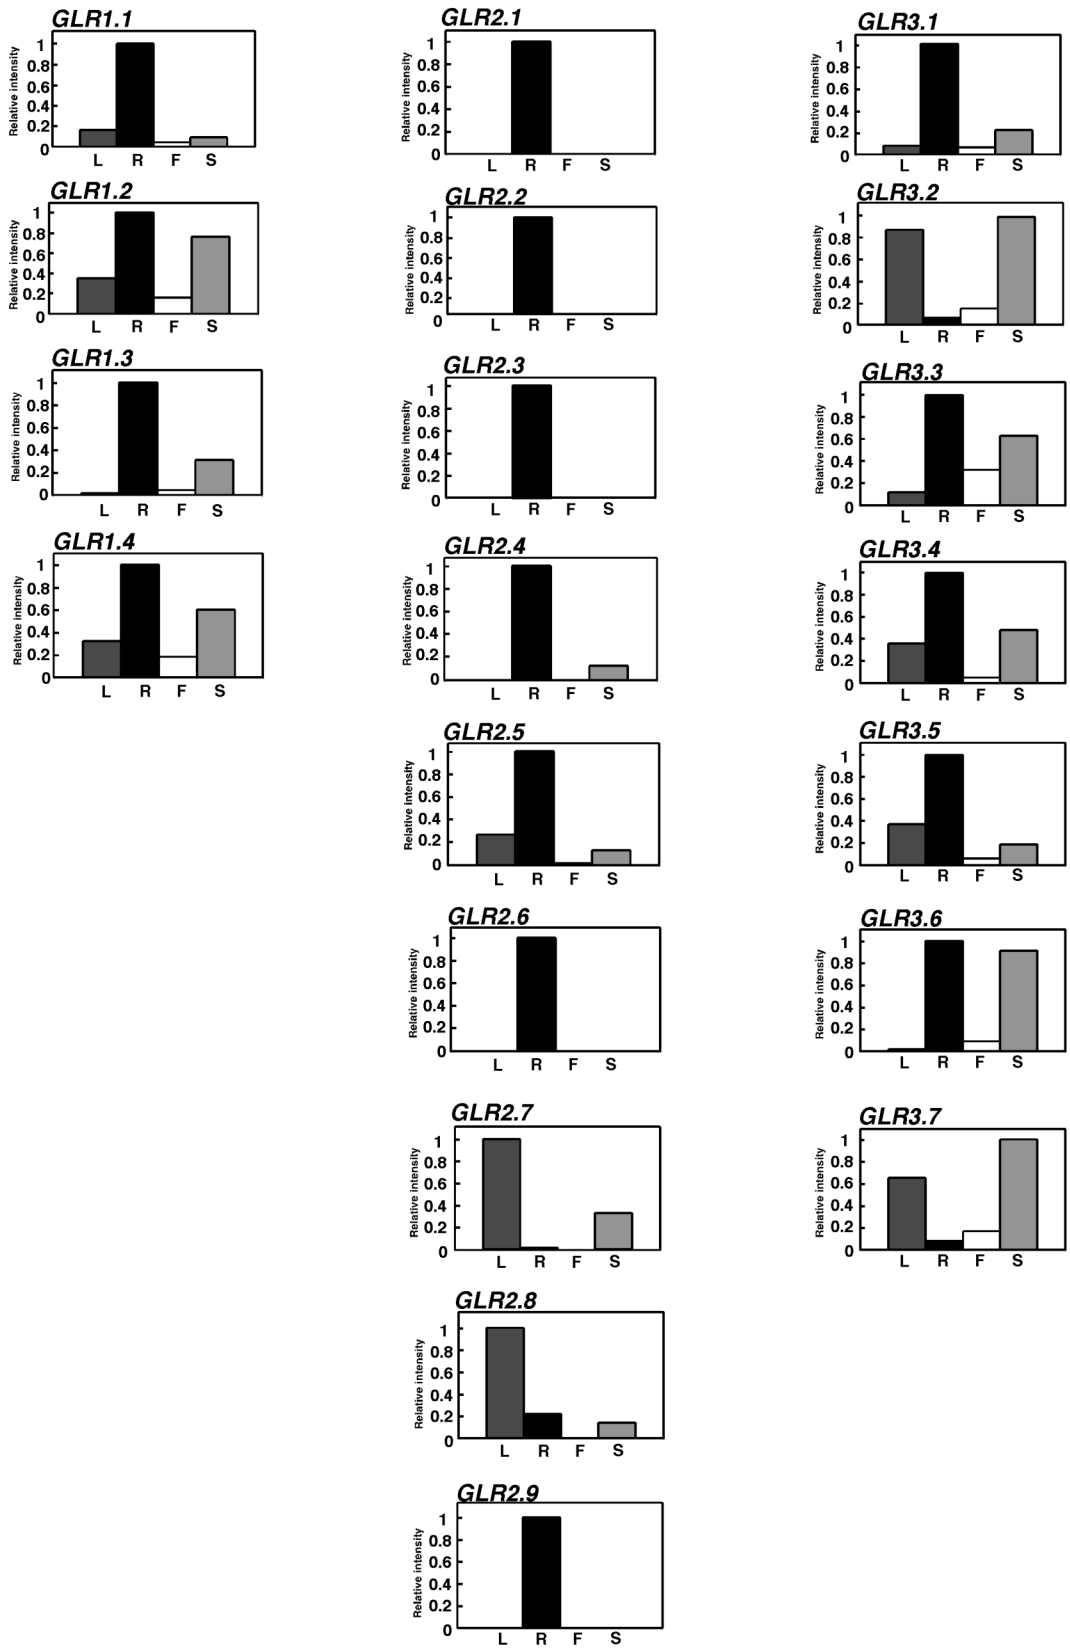 GLR1.1
Relative intensity
1
0.8
0.6
0.4
0.2
0
L R F S
GLR1.2
Relative intensity
1
0.8
0.6
0.4
0.2
0
L R F S
GLR1.3
Relative intensity
1
0.8
0.6
0.4
0.2
0
L R F S
GLR1.4
Relative intensity
1
0.8
0.6
0.4
0.2
0
L R F S
GLR2.1
Relative intensity
1
0.8
0.6
0.4
0.2
0
L R F S
GLR2.2
Relative intensity
1
0.8
0.6
0.4
0.2
0
L R F S
GLR2.3
Relative intensity
1
0.8
0.6
0.4
0.2
0
L R F S
GLR2.4
Relative intensity
1
0.8
0.6
0.4
0.2
0
L R F S
GLR2.5
Relative intensity
1
0.8
0.6
0.4
0.2
0
L R F S
GLR2.6
Relative intensity
1
0.8
0.6
0.4
0.2
0
L R F S
GLR2.7
Relative intensity
1
0.8
0.6
0.4
0.2
0
L R F S
GLR2.8
Relative intensity
1
0.8
0.6
0.4
0.2
0
L R F S
GLR2.9
Relative intensity
1
0.8
0.6
0.4
0.2
0
L R F S
GLR3.1
Relative intensity
1
0.8
0.6
0.4
0.2
0
L R F S
GLR3.2
Relative intensity
1
0.8
0.6
0.4
0.2
0
L R F S
GLR3.3
Relative intensity
1
0.8
0.6
0.4
0.2
0
L R F S
GLR3.4
Relative intensity
1
0.8
0.6
0.4
0.2
0
L R F S
GLR3.5
Relative intensity
1
0.8
0.6
0.4
0.2
0
L R F S
GLR3.6
Relative intensity
1
0.8
0.6
0.4
0.2
0
L R F S
GLR3.7
Relative intensity
1
0.8
0.6
0.4
0.2
0
L R F S